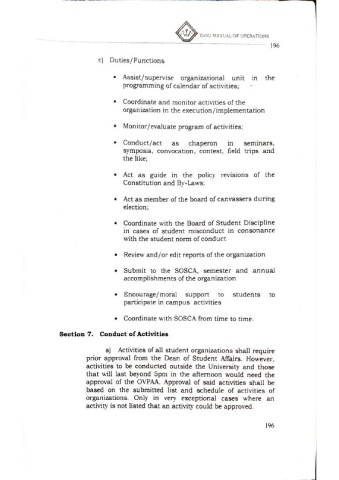 CvSU MANUAL OF OPERATIONS
196
c) Duties/Functions
• Assist/supervise organizational unit in the
programming of calendar of activities;
• Coordinate and monitor activities of the
organization in the execution/implementation
• Monitor/evaluate program of activities;
• Conduct/act as chaperon in seminars,
symposia, convocation, contest, field trips and
the like;
• Act as guide in the policy revisions of the
Constitution and By-Laws;
• Act as member of the board of canvassers during
election;
• Coordinate with the Board of Student Discipline
in cases of student misconduct in consonance
with the student norm of conduct
• Review and/or edit reports of the organization
• Submit to the SOSCA, semester and annual
accomplishments of the organization
• Encourage/moral support to students to
participate in campus activities
• Coordinate with SOSCA from time to time.
Section 7. Conduct of Activities
a) Activities of all student organizations shall require
prior approval from the Dean of Student Affairs. However,
activities to be conducted outside the University and those
that will last beyond 5pm in the afternoon would need the
approval of the OVPAA. Approval of said activities shall be
based on the submitted list and schedule of activities of
organizations. Only in very exceptional cases where an
activity is not listed that an activity could be approved.
196